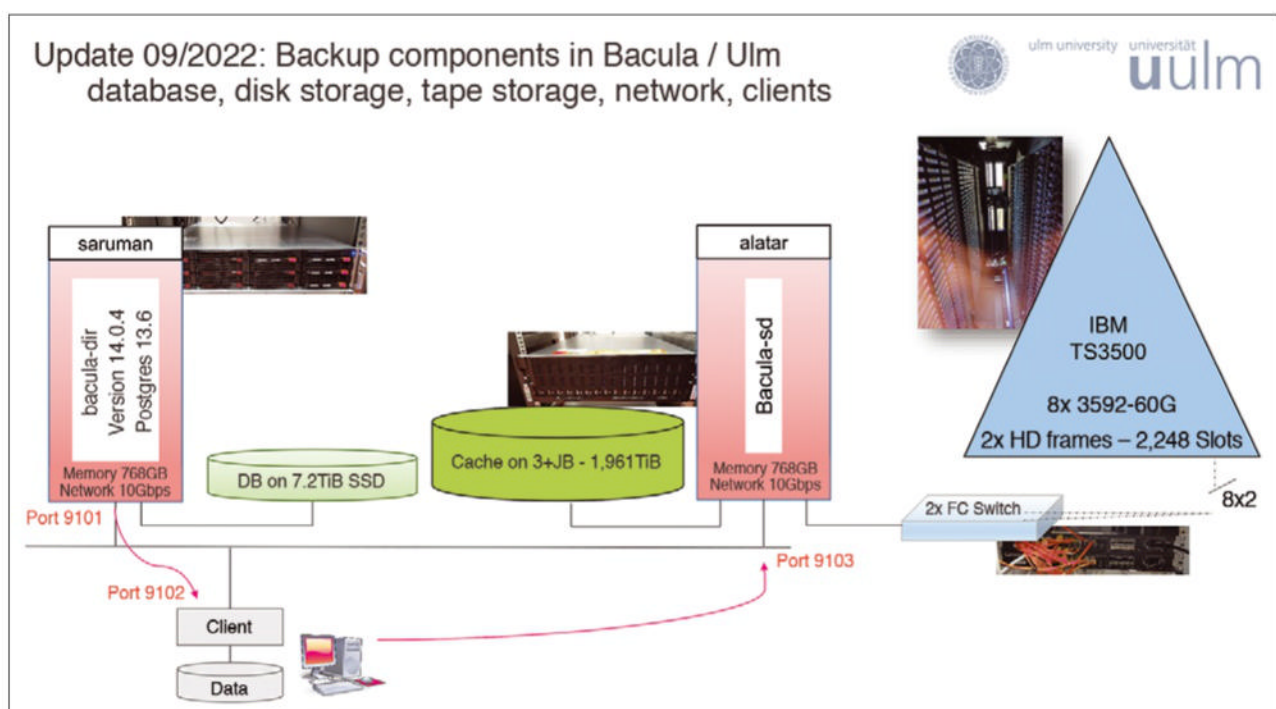 Update 09/2022: Backup components in Bacula / Ulm
database, disk storage, tape storage, network, clients
ulm university universität
uulm
saruman
bacula-dir
Version 14.0.4
Postgres 13.6
Memory 768GB
Network 10Gbps
Port 9101
DB on 7.2TiB SSD
Cache on 3+JB - 1,961TiB
alatar
Bacula-sd
Memory 768GB
Network 10Gbps
IBM
TS3500
8x 3592-60G
2x HD frames – 2,248 Slots
8x2
2x FC Switch
Port 9103
Port 9102
Client
Data